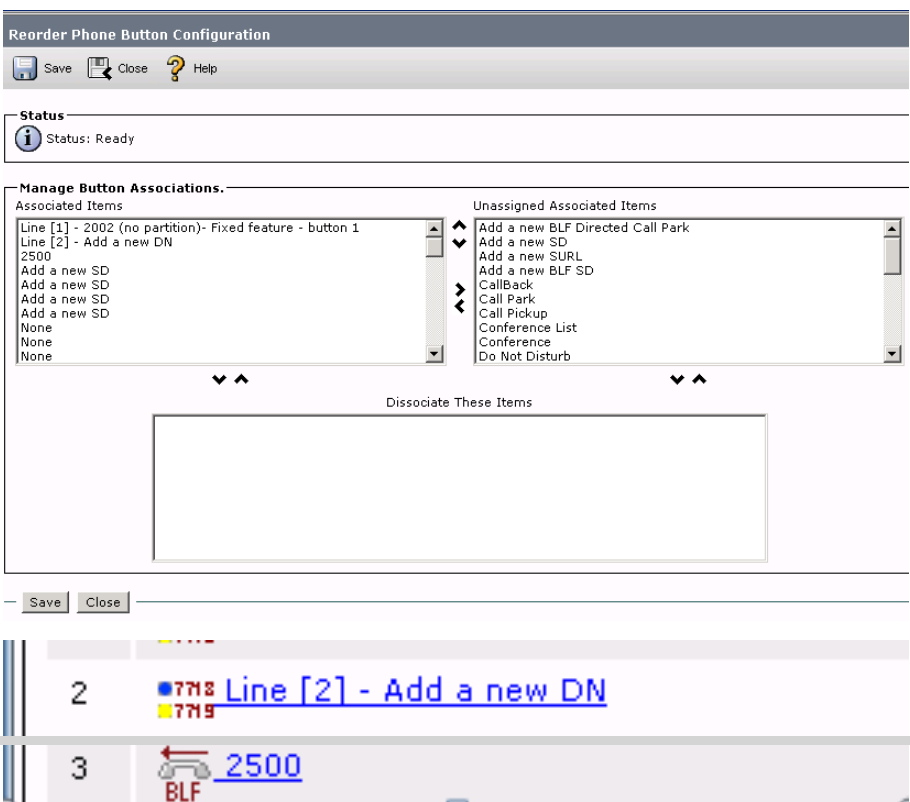 Reorder Phone Button Configuration
Save Close ? Help
Status
i Status: Ready
Manage Button Associations.
Associated Items
Line [1] - 2002 (no partition)- Fixed feature - button 1
Line [2] - Add a new DN
2500
Add a new SD
Add a new SD
Add a new SD
Add a new SD
None
None
None
Unassigned Associated Items
Add a new BLF Directed Call Park
Add a new SD
Add a new SURL
Add a new BLF SD
CallBack
Call Park
Call Pickup
Conference List
Conference
Do Not Disturb
Dissociate These Items
Save Close
2 Line [2] - Add a new DN
7718
7719
3 2500
BLF